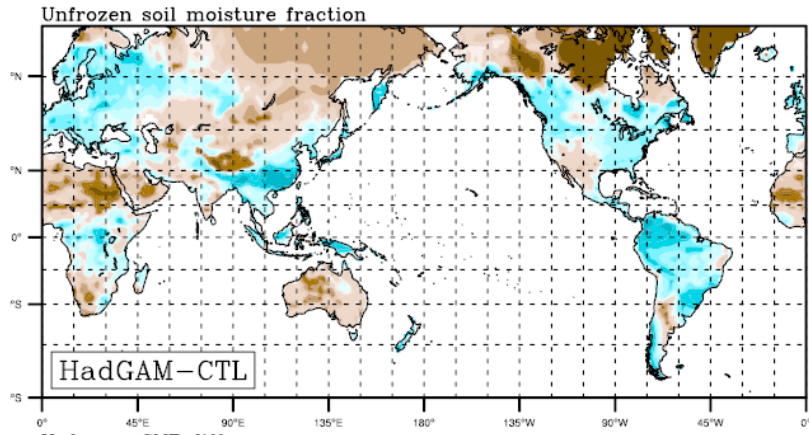 Unfrozen soil moisture fraction
°N
°N
0°
°S
°S
HadGAM−CTL
0°
45°E
90°E
135°E
180°
135°W
90°W
45°W
0°